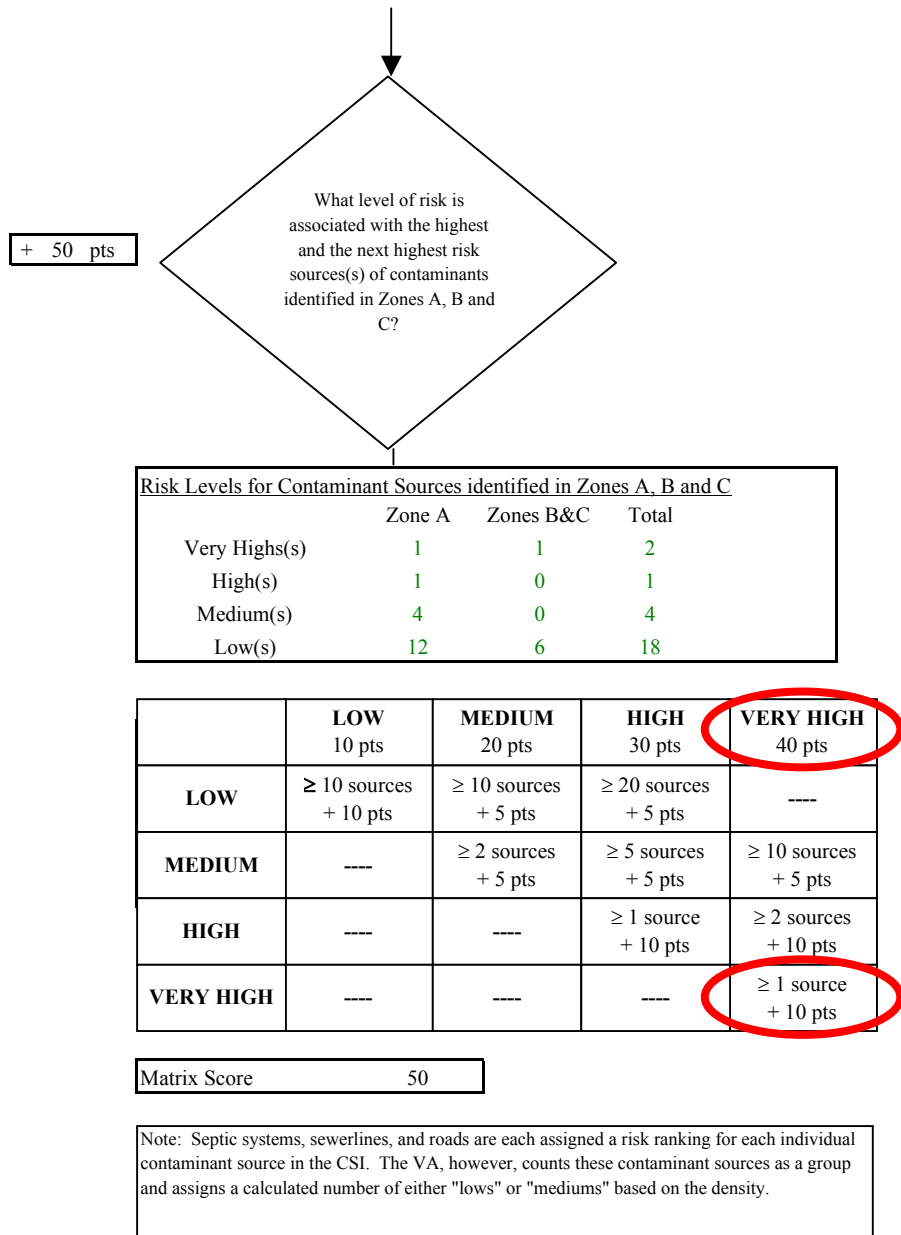 What level of risk is
associated with the highest
and the next highest risk
sources(s) of contaminants
identified in Zones A, B and
C?
+ 50 pts
Risk Levels for Contaminant Sources identified in Zones A, B and C
Zone A Zones B&C Total
Very Highs(s) 1 1 2
High(s) 1 0 1
Medium(s) 4 0 4
Low(s) 12 6 18
LOW MEDIUM HIGH VERY HIGH
10 pts 20 pts 30 pts 40 pts
LOW ≥ 10 sources ≥ 10 sources ≥ 20 sources ----
+ 10 pts + 5 pts + 5 pts
MEDIUM ---- ≥ 2 sources ≥ 5 sources ≥ 10 sources
+ 5 pts + 5 pts + 5 pts
HIGH ---- ---- ≥ 1 source ≥ 2 sources
+ 10 pts + 10 pts
VERY HIGH ---- ---- ---- ≥ 1 source
+ 10 pts
Matrix Score 50
Note: Septic systems, sewerlines, and roads are each assigned a risk ranking for each individual
contaminant source in the CSI. The VA, however, counts these contaminant sources as a group
and assigns a calculated number of either "lows" or "mediums" based on the density.